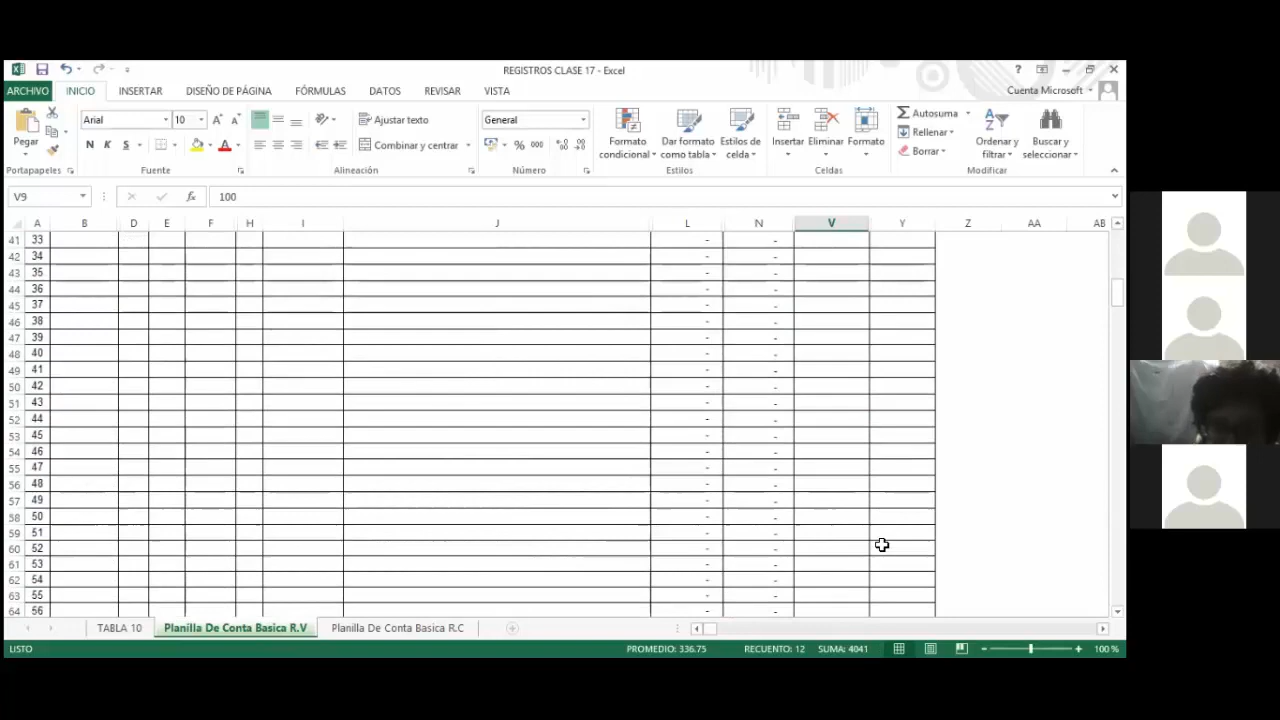 REGISTROS CLASE 17 - Excel
ARCHIVO INICIO INSERTAR DISEÑO DE PÁGINA FÓRMULAS DATOS REVISAR VISTA Cuenta Microsoft
Pegar
Arial 10
N K S
Ajustar texto
Combinar y centrar
General
% 000
Formato condicional
Dar formato como tabla
Estilos de celda
Insertar Eliminar Formato
Autosuma
Rellenar
Borrar
Ordenar y filtrar
Buscar y seleccionar
Portapapeles Fuente Alineación Número Estilos Celdas Modificar
V9 fx 100
A B D E F H I J L N V Y Z AA AB
41 33 - -
42 34 - -
43 35 - -
44 36 - -
45 37 - -
46 38 - -
47 39 - -
48 40 - -
49 41 - -
50 42 - -
51 43 - -
52 44 - -
53 45 - -
54 46 - -
55 47 - -
56 48 - -
57 49 - -
58 50 - -
59 51 - -
60 52 - -
61 53 - -
62 54 - -
63 55 - -
64 56 - -
TABLA 10 Planilla De Conta Basica R.V Planilla De Conta Basica R.C
LISTO PROMEDIO: 336.75 RECUENTO: 12 SUMA: 4041 100 %